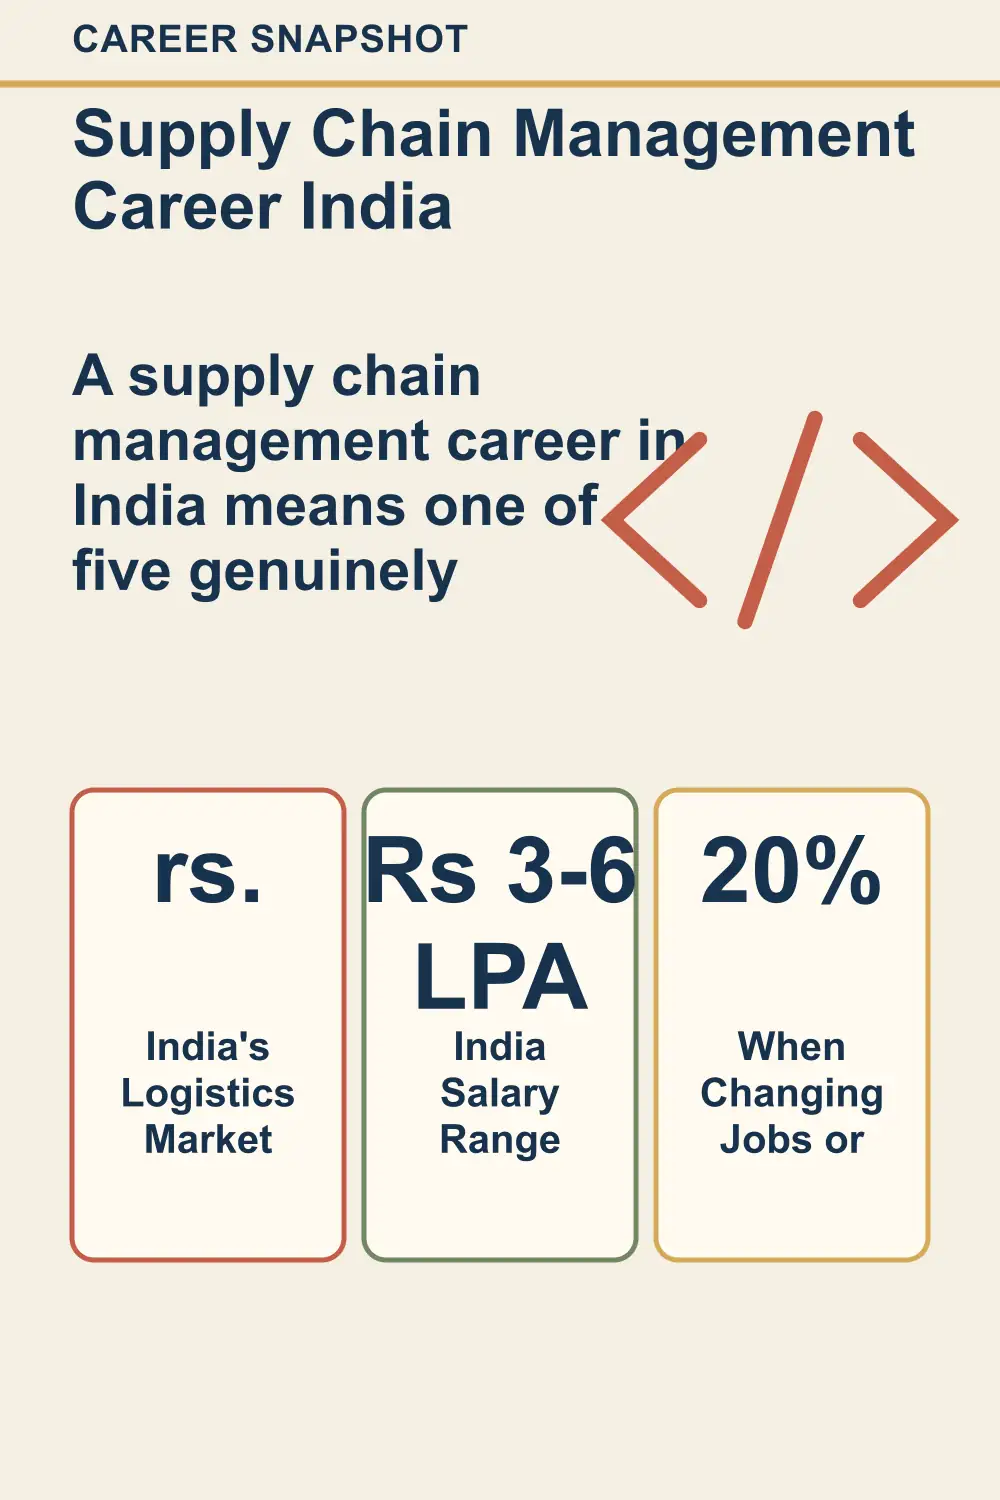 CAREER SNAPSHOT
Supply Chain Management
Career India
A supply chain
management career in
India means one of
five genuinely
rs.
India's
Logistics
Market
Rs 3-6
LPA
India
Salary
Range
20%
When
Changing
Jobs or